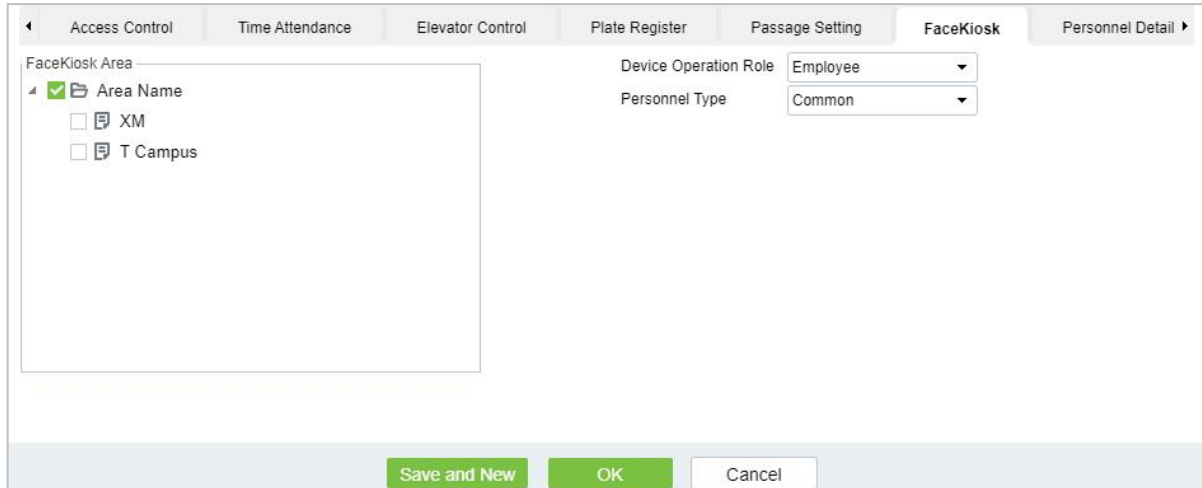 Access Control Time Attendance Elevator Control Plate Register Passage Setting FaceKiosk Personnel Detail
FaceKiosk Area
Area Name
XM
T Campus
Device Operation Role Employee
Personnel Type Common
Save and New OK Cancel